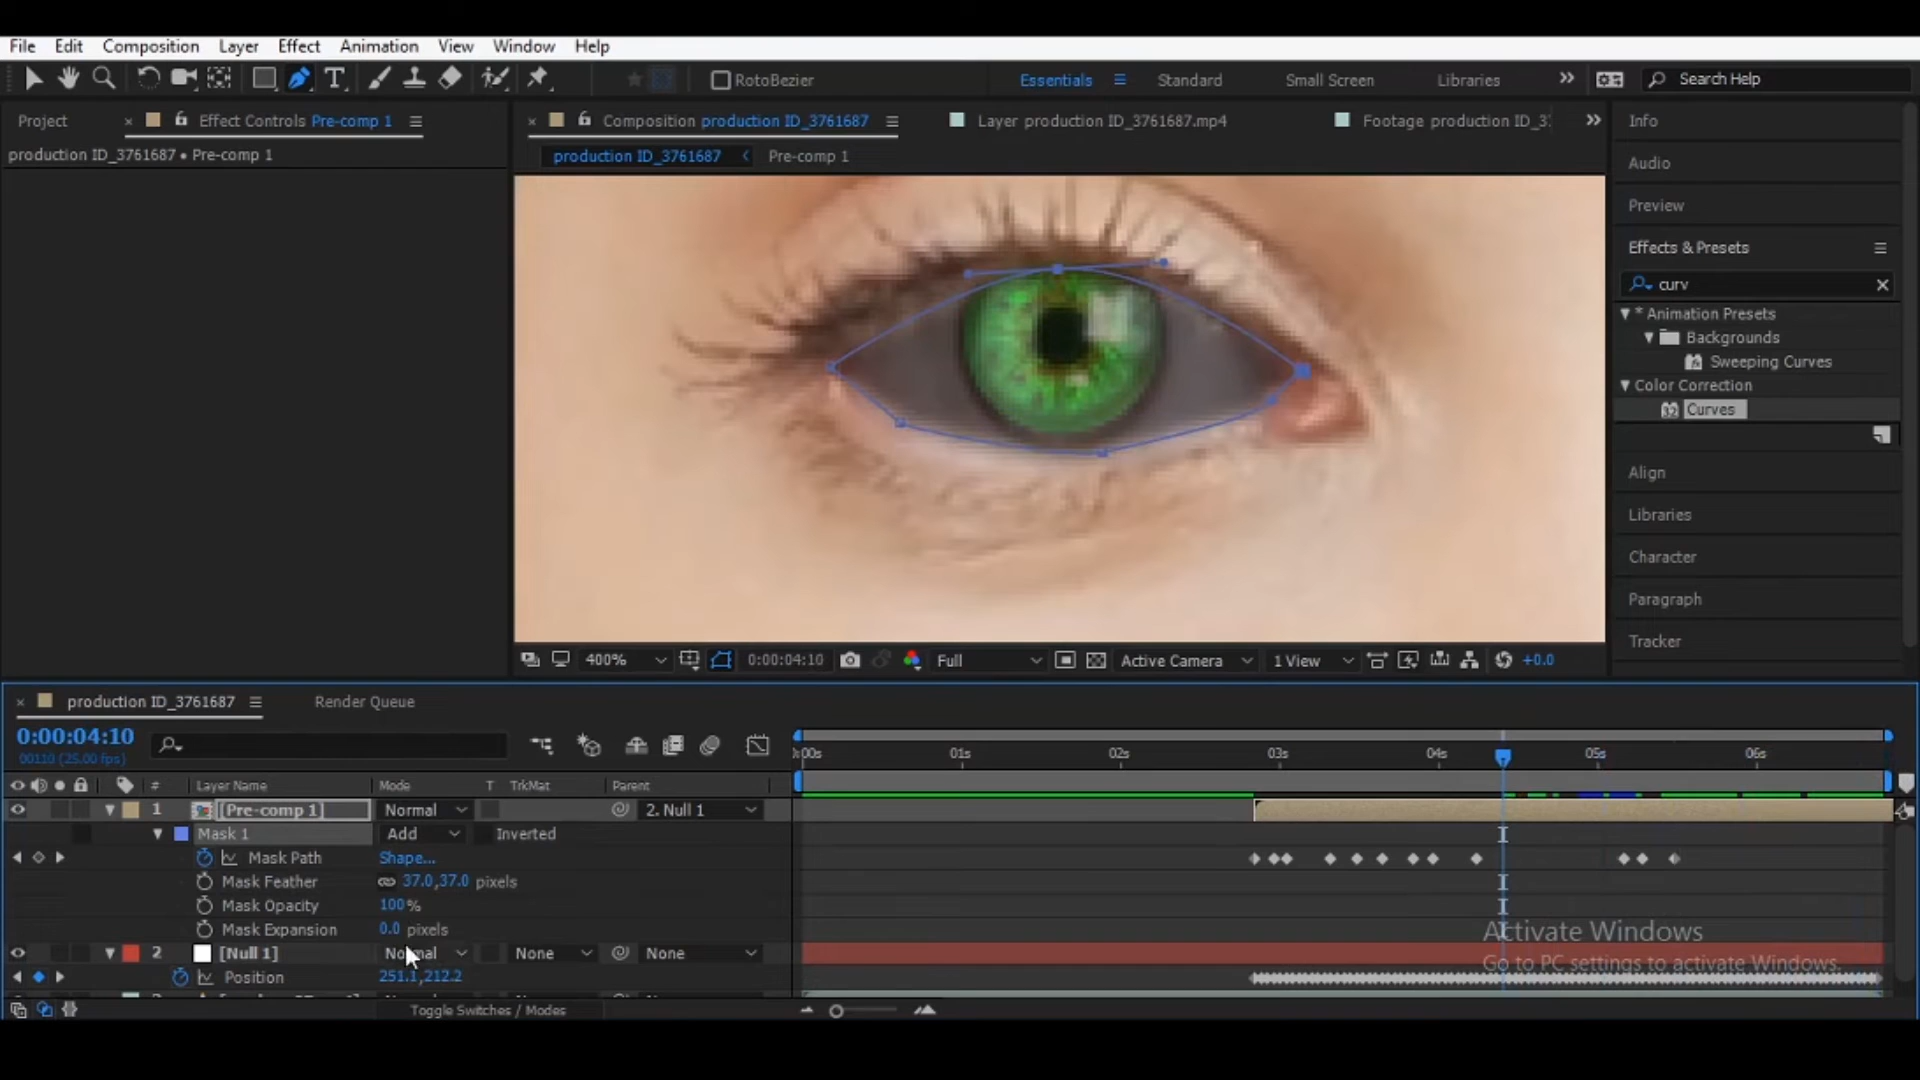 File Edit Composition Layer Effect Animation View Window Help
RotoBezier Essentials Standard Small Screen Libraries Search Help
Project Effect Controls Pre-comp 1
production ID_3761687 • Pre-comp 1
Composition production ID_3761687 Layer production ID_3761687.mp4 Footage production ID_3
production ID_3761687 Pre-comp 1
Info
Audio
Preview
Effects & Presets
curv
* Animation Presets
Backgrounds
Sweeping Curves
Color Correction
32 Curves
Align
Libraries
Character
Paragraph
Tracker
400% 0:00:04:10 Full Active Camera 1 View +0.0
production ID_3761687 Render Queue
0:00:04:10
00110 (25.00 fps)
:00s 01s 02s 03s 04s 05s 06s
# Layer Name Mode T TrkMat Parent
1 [Pre-comp 1] Normal 2. Null 1
Mask 1 Add Inverted
Mask Path Shape...
Mask Feather 37.0,37.0 pixels
Mask Opacity 100%
Mask Expansion 0.0 pixels
2 [Null 1] Normal None None
Position 251.1,212.2
Toggle Switches / Modes
Activate Windows
Go to PC settings to activate Windows.